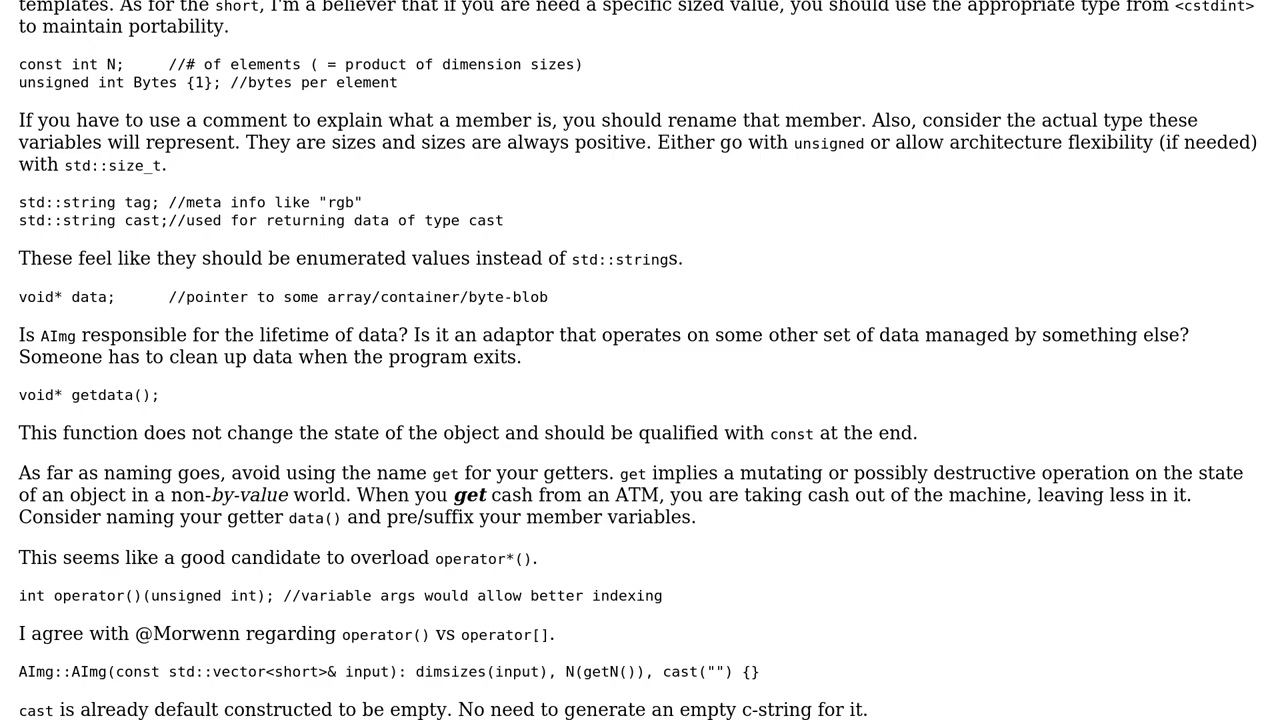 templates. As for the short, I'm a believer that if you are need a specific sized value, you should use the appropriate type from <cstdint>
to maintain portability.
const int N;     //# of elements ( = product of dimension sizes)
unsigned int Bytes {1}; //bytes per element
If you have to use a comment to explain what a member is, you should rename that member. Also, consider the actual type these
variables will represent. They are sizes and sizes are always positive. Either go with unsigned or allow architecture flexibility (if needed)
with std::size_t.
std::string tag; //meta info like "rgb"
std::string cast;//used for returning data of type cast
These feel like they should be enumerated values instead of std::strings.
void* data;      //pointer to some array/container/byte-blob
Is AImg responsible for the lifetime of data? Is it an adaptor that operates on some other set of data managed by something else?
Someone has to clean up data when the program exits.
void* getdata();
This function does not change the state of the object and should be qualified with const at the end.
As far as naming goes, avoid using the name get for your getters. get implies a mutating or possibly destructive operation on the state
of an object in a non-by-value world. When you get cash from an ATM, you are taking cash out of the machine, leaving less in it.
Consider naming your getter data() and pre/suffix your member variables.
This seems like a good candidate to overload operator*().
int operator()(unsigned int); //variable args would allow better indexing
I agree with @Morwenn regarding operator() vs operator[].
AImg::AImg(const std::vector<short>& input): dimsizes(input), N(getN()), cast("") {}
cast is already default constructed to be empty. No need to generate an empty c-string for it.